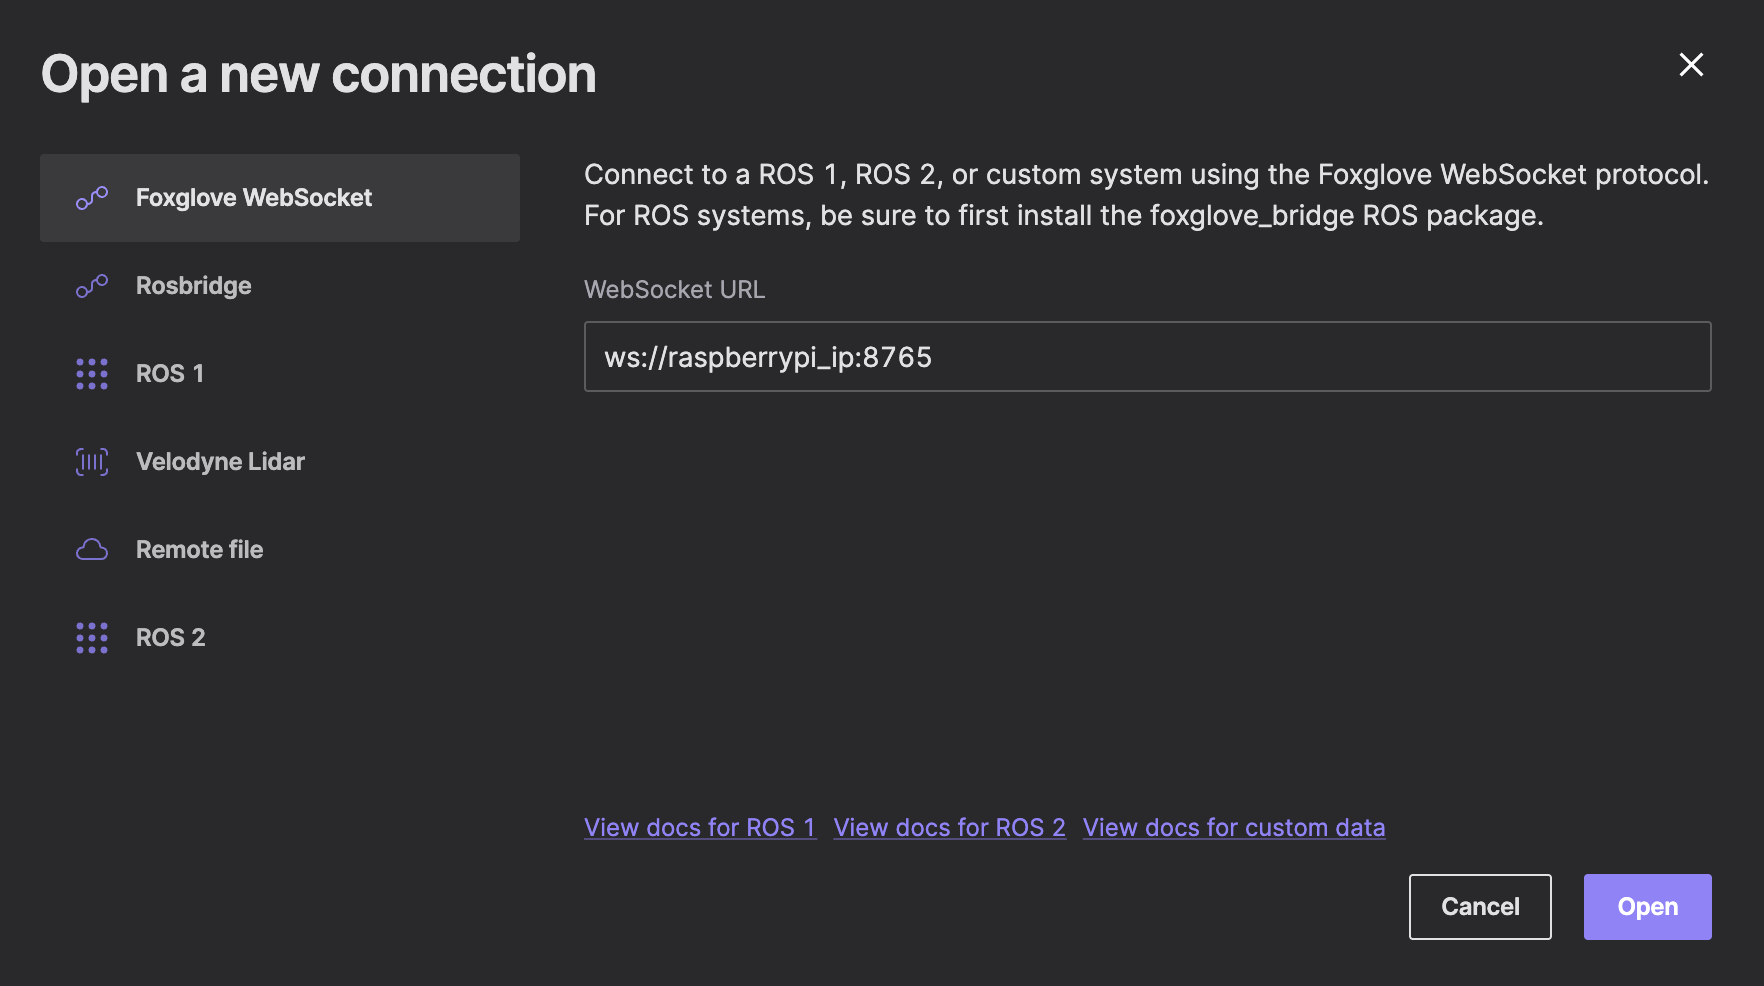 Open a new connection
Foxglove WebSocket
Rosbridge
ROS 1
Velodyne Lidar
Remote file
ROS 2
Connect to a ROS 1, ROS 2, or custom system using the Foxglove WebSocket protocol.
For ROS systems, be sure to first install the foxglove_bridge ROS package.
WebSocket URL
ws://raspberrypi_ip:8765
View docs for ROS 1 View docs for ROS 2 View docs for custom data
Cancel Open